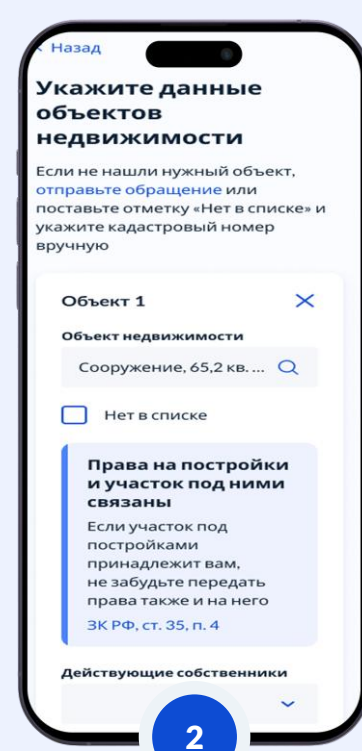 Назад
Укажите данные
объектов
недвижимости
Если не нашли нужный объект,
отправьте обращение или
поставьте отметку «Нет в списке» и
укажите кадастровый номер
вручную
Объект 1
Объект недвижимости
Сооружение, 65,2 кв. ...
Нет в списке
Права на постройки
и участок под ними
связаны
Если участок под
постройками
принадлежит вам,
не забудьте передать
права также и на него
ЗК РФ, ст. 35, п. 4
Действующие собственники
2